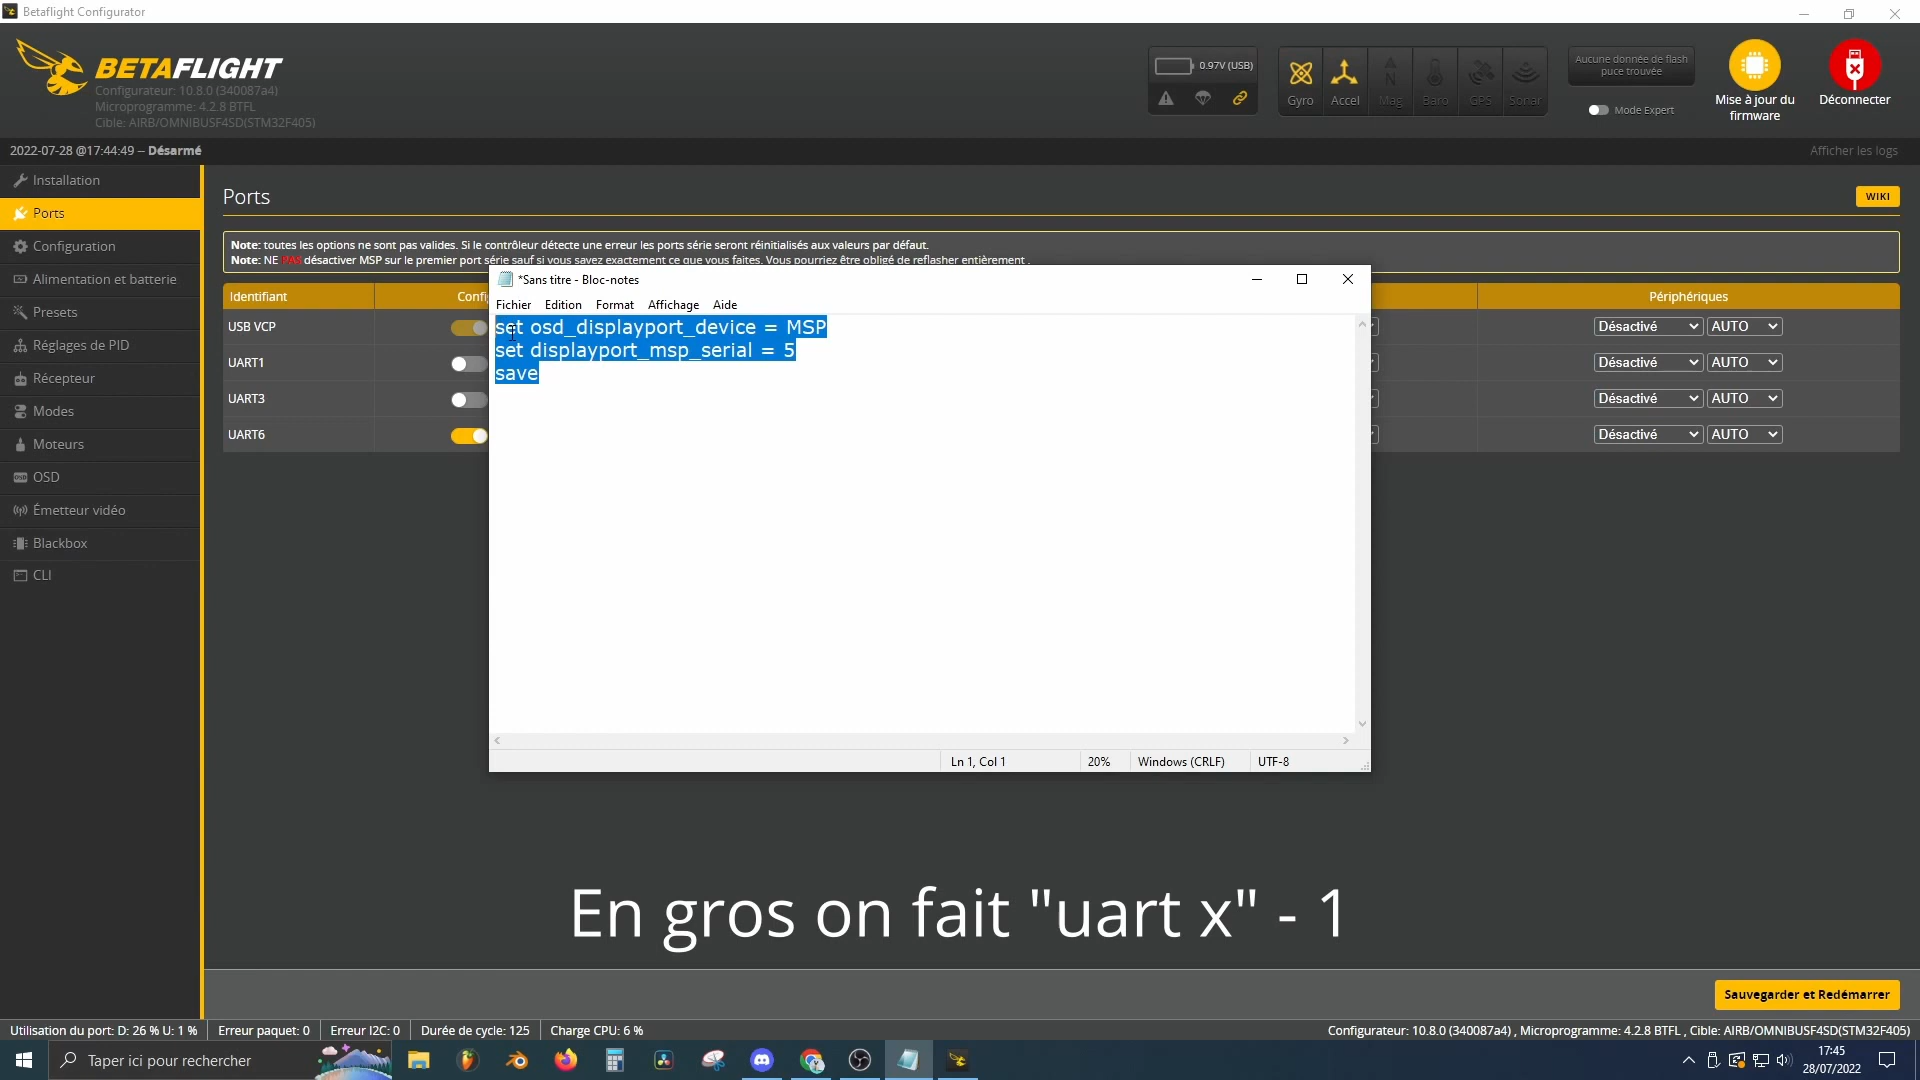 Betaflight Configurator
BETAFLIGHT
Configurateur: 10.8.0 (340087a4)
Microprogramme: 4.2.8 BTFL
Cible: AIRB/OMNIBUSF4SD(STM32F405)
0.97V (USB)
Gyro
Accel
Mag
Baro
GPS
Sonar
Aucune donnée de flash
puce trouvée
Mode Expert
Mise à jour du
firmware
Déconnecter
2022-07-28 @17:44:49 -- Désarmé
Afficher les logs
Installation
Ports
Configuration
Alimentation et batterie
Presets
Réglages de PID
Récepteur
Modes
Moteurs
OSD
Émetteur vidéo
Blackbox
CLI
Ports
WIKI
Note: toutes les options ne sont pas valides. Si le contrôleur détecte une erreur les ports série seront réinitialisés aux valeurs par défaut.
Note: NE PAS désactiver MSP sur le premier port série sauf si vous savez exactement ce que vous faites. Vous pourriez être obligé de reflasher entièrement .
Identifiant
Périphériques
USB VCP
Désactivé AUTO
UART1
Désactivé AUTO
UART3
Désactivé AUTO
UART6
Désactivé AUTO
*Sans titre - Bloc-notes
Fichier Edition Format Affichage Aide
set osd_displayport_device = MSP
set displayport_msp_serial = 5
save
Ln 1, Col 1
20%
Windows (CRLF)
UTF-8
En gros on fait "uart x" - 1
Sauvegarder et Redémarrer
Utilisation du port: D: 26 % U: 1 %
Erreur paquet: 0
Erreur I2C: 0
Durée de cycle: 125
Charge CPU: 6 %
Configurateur: 10.8.0 (340087a4) , Microprogramme: 4.2.8 BTFL , Cible: AIRB/OMNIBUSF4SD(STM32F405)
Taper ici pour rechercher
17:45
28/07/2022